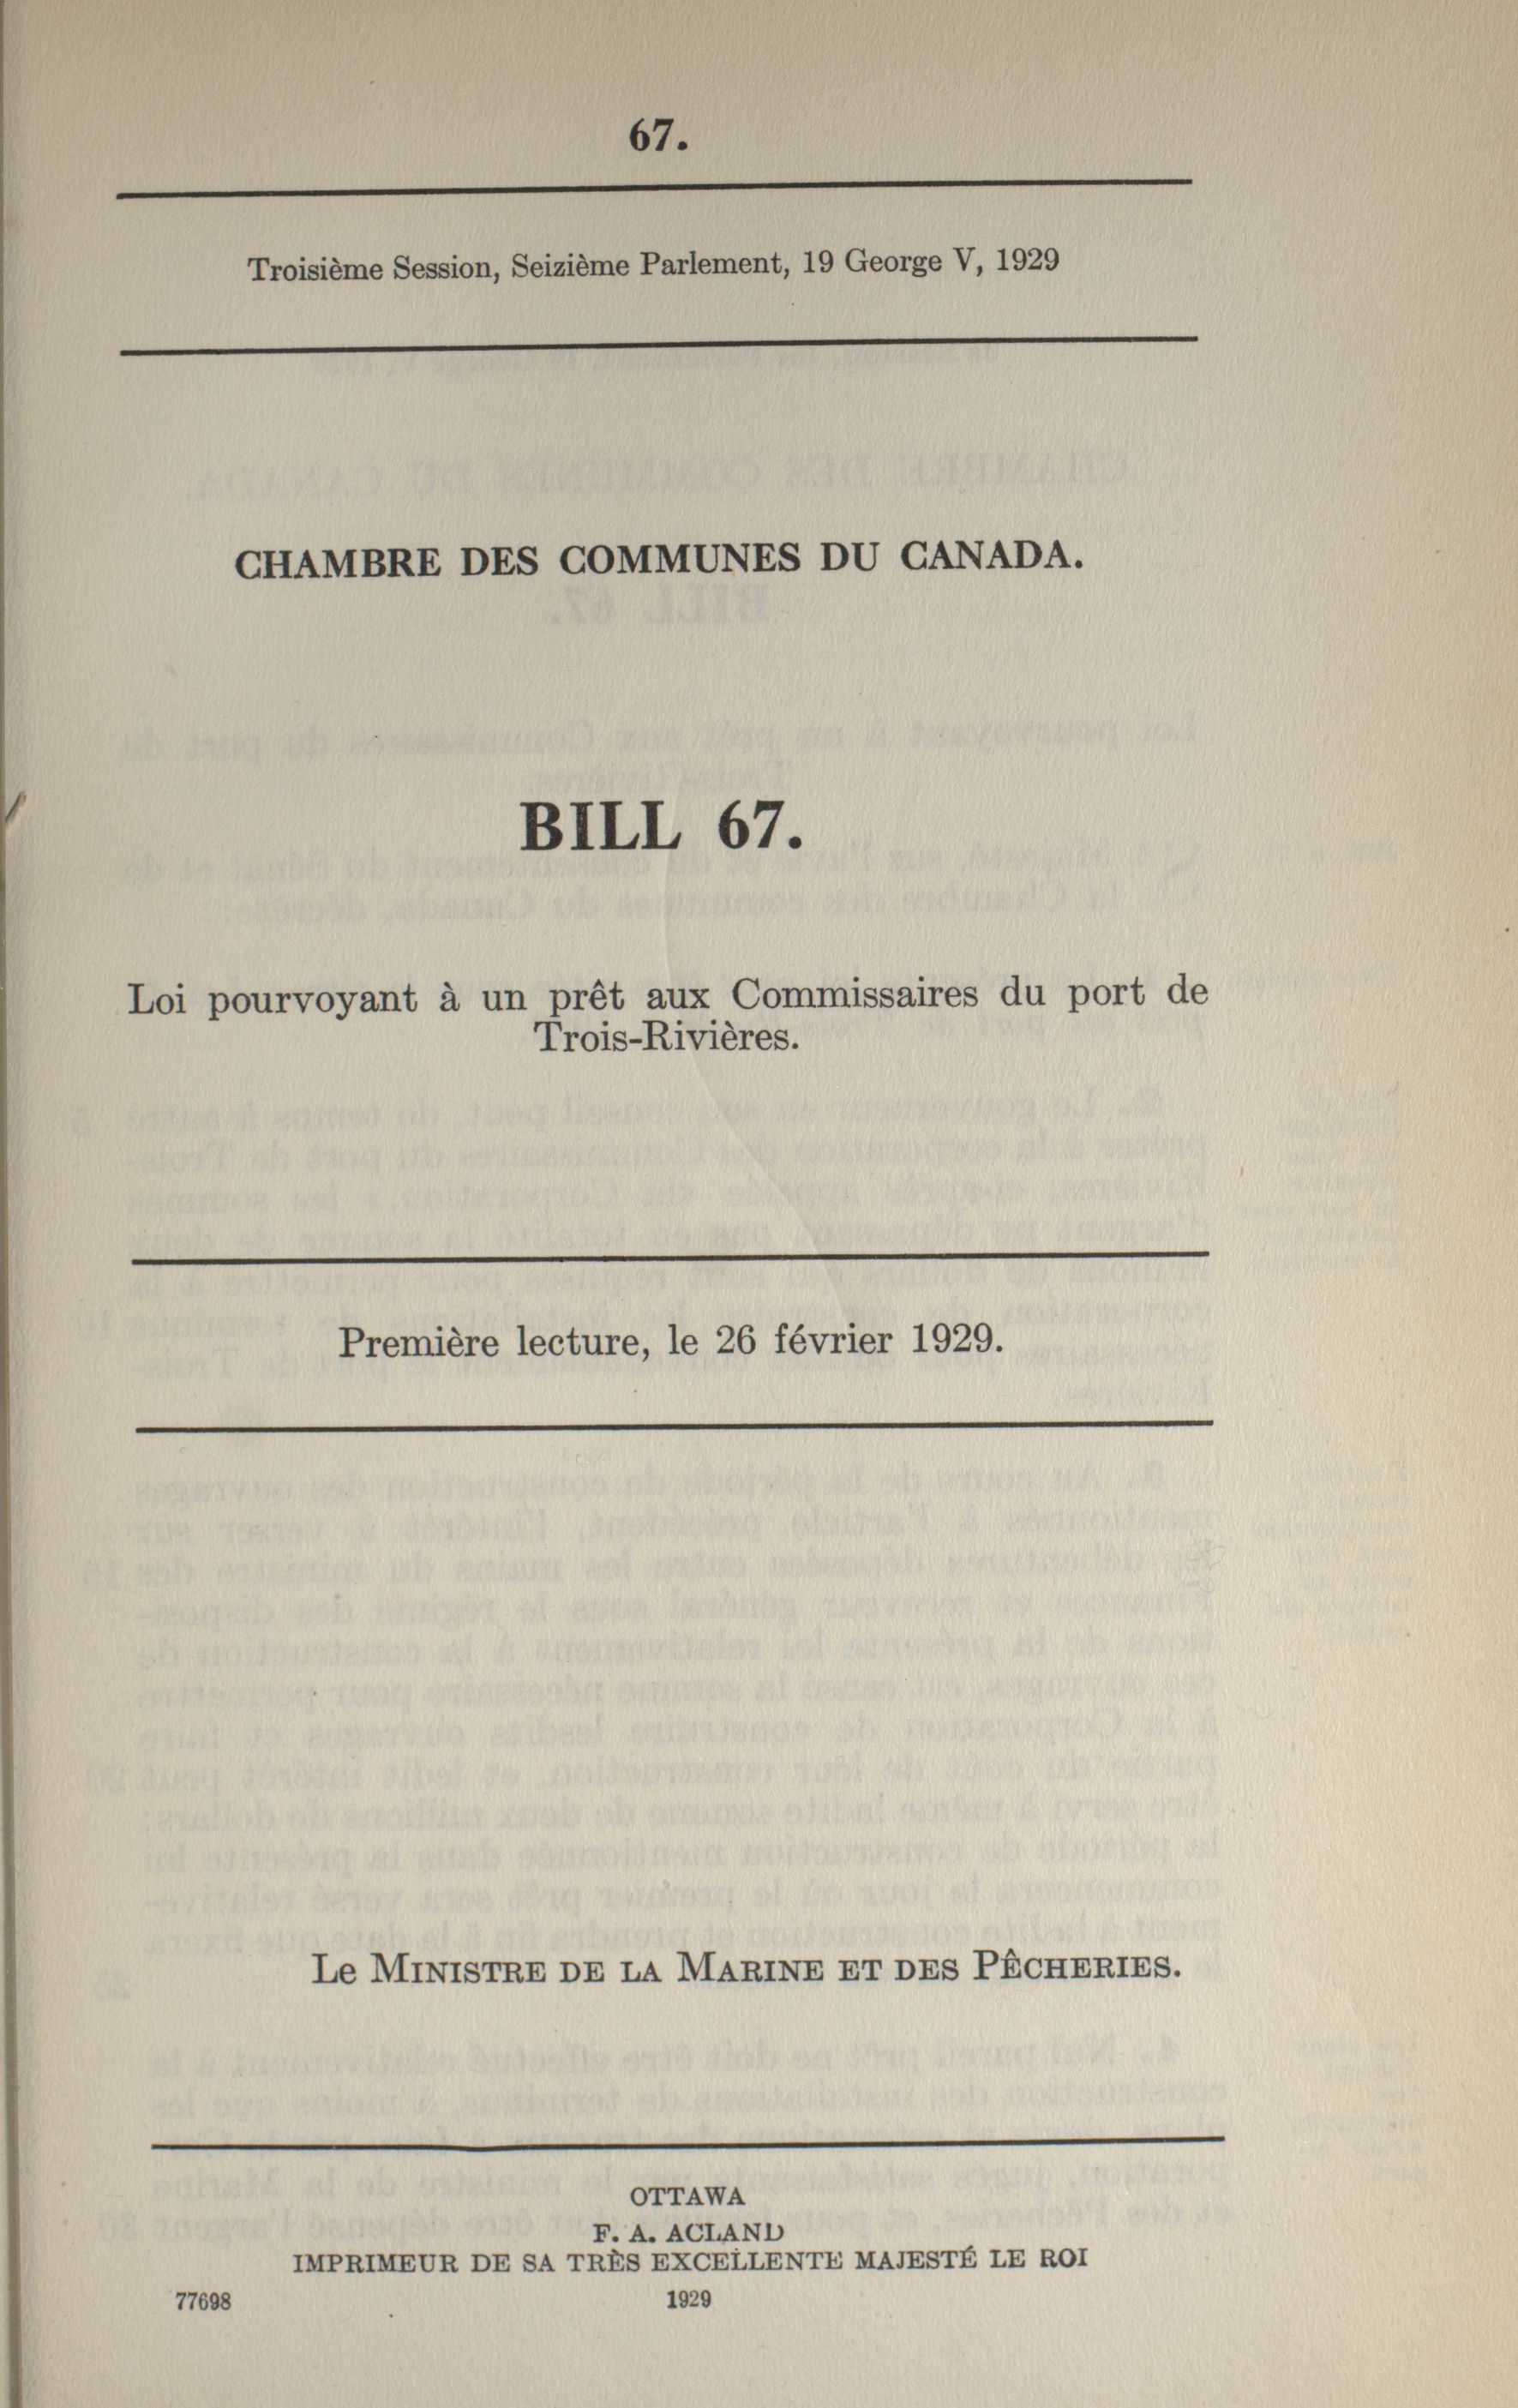 67.
Troisième Session, Seizième Parlement, 19 George V, 1929
CHAMBRE DES COMMUNES DU CANADA.
BILL 67.
Loi pourvoyant à un prêt aux Commissaires du port de
Trois-Rivières.
Première lecture, le 26 février 1929.
Le Ministre de la Marine et des Pêcheries.
OTTAWA
F. A. ACLAND
IMPRIMEUR DE SA TRÈS EXCELLENTE MAJESTÉ LE ROI
77698 1929